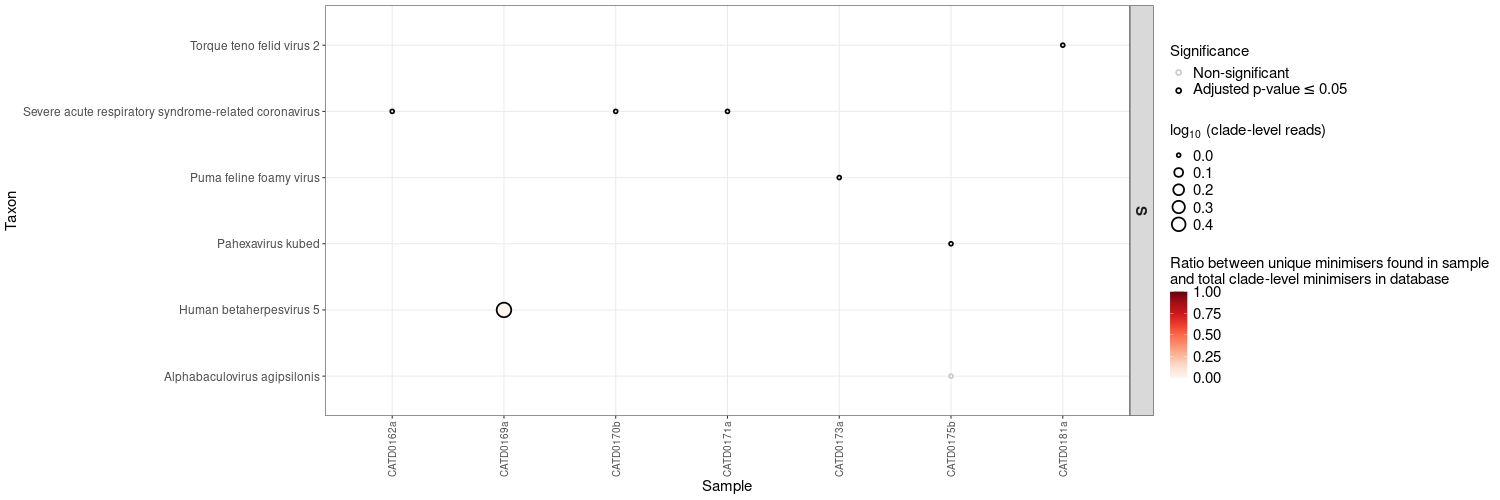 Taxon
Torque teno felid virus 2
Severe acute respiratory syndrome-related coronavirus
Puma feline foamy virus
Pahexavirus kubed
Human betaherpesvirus 5
Alphabaculovirus agipsilonis
CATD0162a
CATD0169a
CATD0170b
CATD0171a
CATD0173a
CATD0175b
CATD0181a
Sample
S
Significance
Non-significant
Adjusted p-value ≤ 0.05
log10 (clade-level reads)
0.0
0.1
0.2
0.3
0.4
Ratio between unique minimisers found in sample
and total clade-level minimisers in database
1.00
0.75
0.50
0.25
0.00